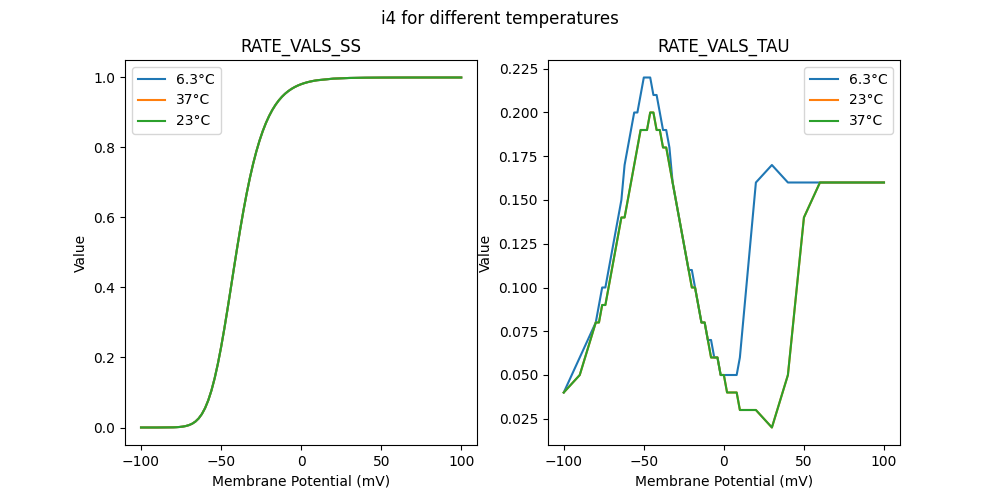 i4 for different temperatures
RATE_VALS_SS
1.0
0.8
0.6
0.4
0.2
0.0
Value
6.3°C
37°C
23°C
−100
−50
0
50
100
Membrane Potential (mV)
RATE_VALS_TAU
0.225
0.200
0.175
0.150
0.125
0.100
0.075
0.050
0.025
Value
6.3°C
23°C
37°C
−100
−50
0
50
100
Membrane Potential (mV)